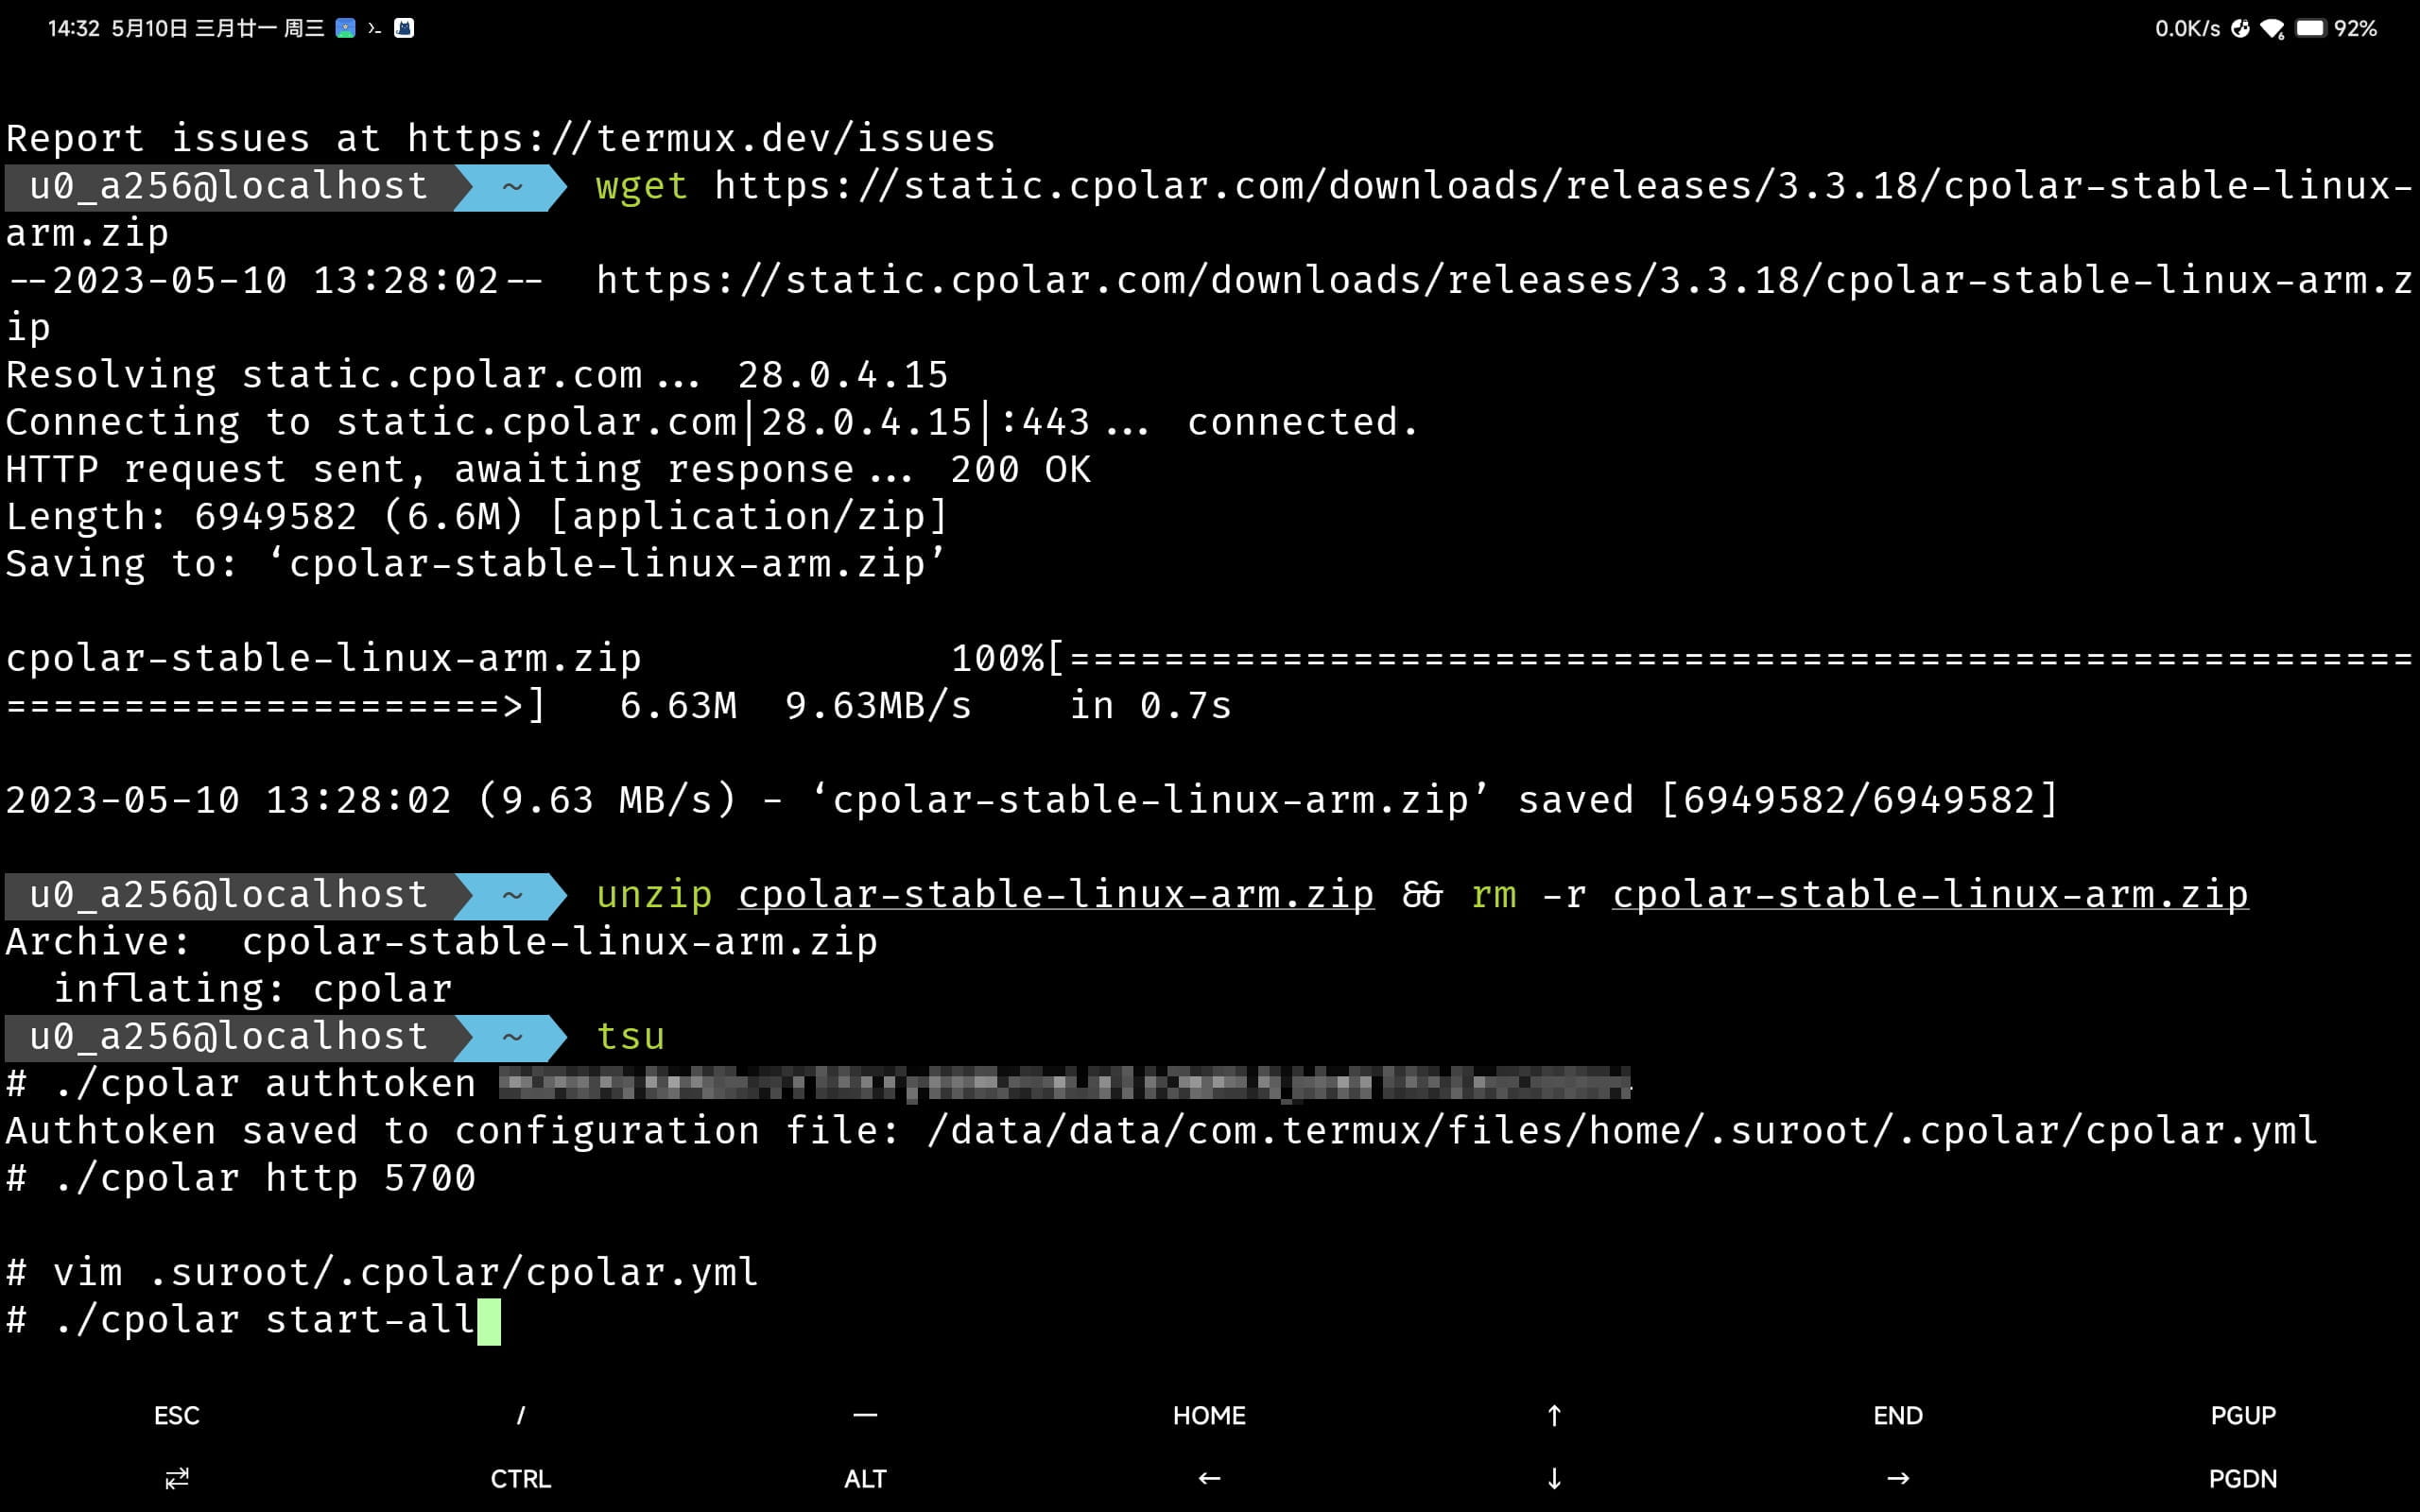 14:32 5月10日 三月廿一 周三 0.0K/s 92%
Report issues at https://termux.dev/issues
u0_a256@localhost ~ wget https://static.cpolar.com/downloads/releases/3.3.18/cpolar-stable-linux-
arm.zip
--2023-05-10 13:28:02--  https://static.cpolar.com/downloads/releases/3.3.18/cpolar-stable-linux-arm.z
ip
Resolving static.cpolar.com... 28.0.4.15
Connecting to static.cpolar.com|28.0.4.15|:443... connected.
HTTP request sent, awaiting response... 200 OK
Length: 6949582 (6.6M) [application/zip]
Saving to: ‘cpolar-stable-linux-arm.zip’
cpolar-stable-linux-arm.zip 100%[=========================================================
=====================>] 6.63M 9.63MB/s in 0.7s
2023-05-10 13:28:02 (9.63 MB/s) - ‘cpolar-stable-linux-arm.zip’ saved [6949582/6949582]
u0_a256@localhost ~ unzip cpolar-stable-linux-arm.zip && rm -r cpolar-stable-linux-arm.zip
Archive:  cpolar-stable-linux-arm.zip
inflating: cpolar
u0_a256@localhost ~ tsu
# ./cpolar authtoken
Authtoken saved to configuration file: /data/data/com.termux/files/home/.suroot/.cpolar/cpolar.yml
# ./cpolar http 5700
# vim .suroot/.cpolar/cpolar.yml
# ./cpolar start-all
ESC / — HOME ↑ END PGUP
⇄ CTRL ALT ← ↓ → PGDN